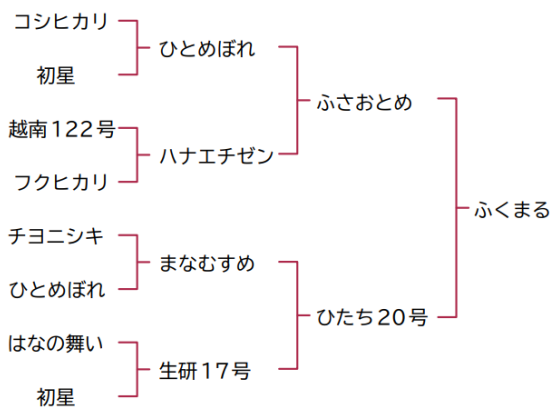 コシヒカリ
ひとめぼれ
初星
ふさおとめ
越南122号
ハナエチゼン
フクヒカリ
ふくまる
チヨニシキ
まなむすめ
ひとめぼれ
ひたち20号
はなの舞い
生研17号
初星